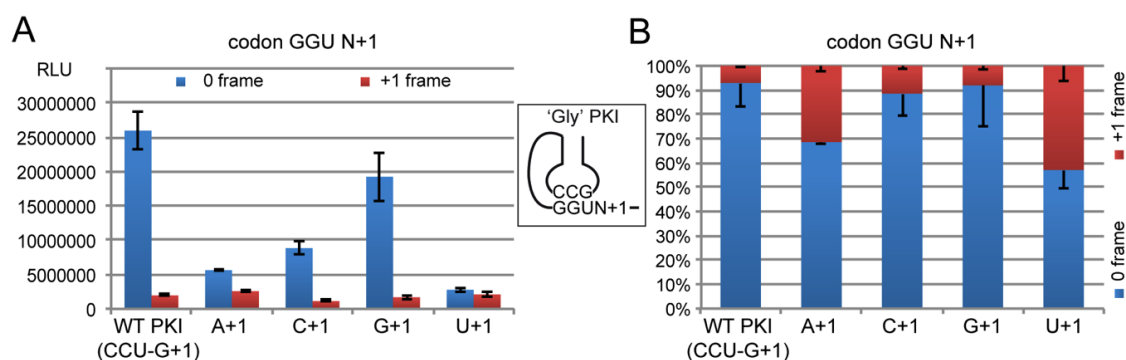 A
codon GGU N+1
RLU
0 frame
+1 frame
30000000
25000000
20000000
15000000
10000000
5000000
0
WT PKI
(CCU-G+1)
A+1
C+1
G+1
U+1
'Gly' PKI
CCG
GGUN+1
B
codon GGU N+1
100%
90%
80%
70%
60%
50%
40%
30%
20%
10%
0%
WT PKI
(CCU-G+1)
A+1
C+1
G+1
U+1
+1 frame
0 frame